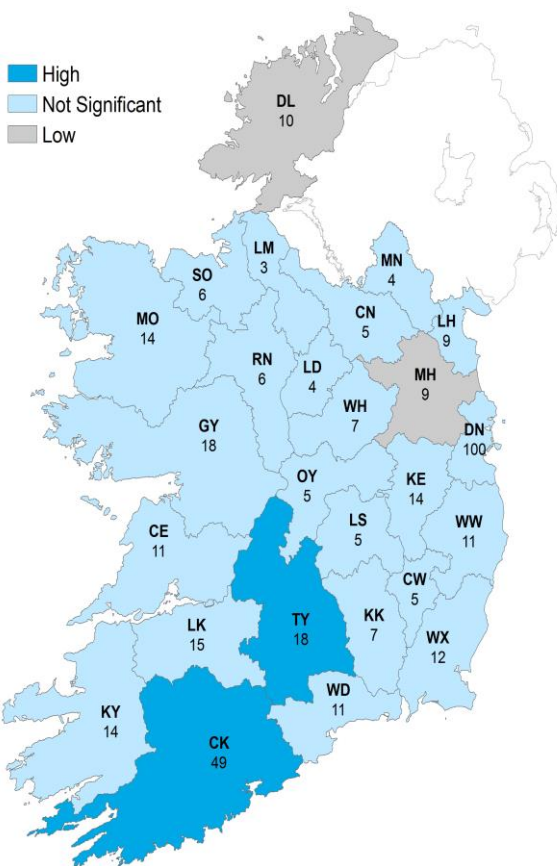 High
Not Significant
Low
DL
10
LM
3
SO
6
MN
4
MO
14
CN
5
LH
9
RN
6
LD
4
MH
9
WH
7
GY
18
DN
100
OY
5
KE
14
CE
11
LS
5
WW
11
CW
5
TY
18
KK
7
LK
15
WX
12
WD
11
KY
14
CK
49